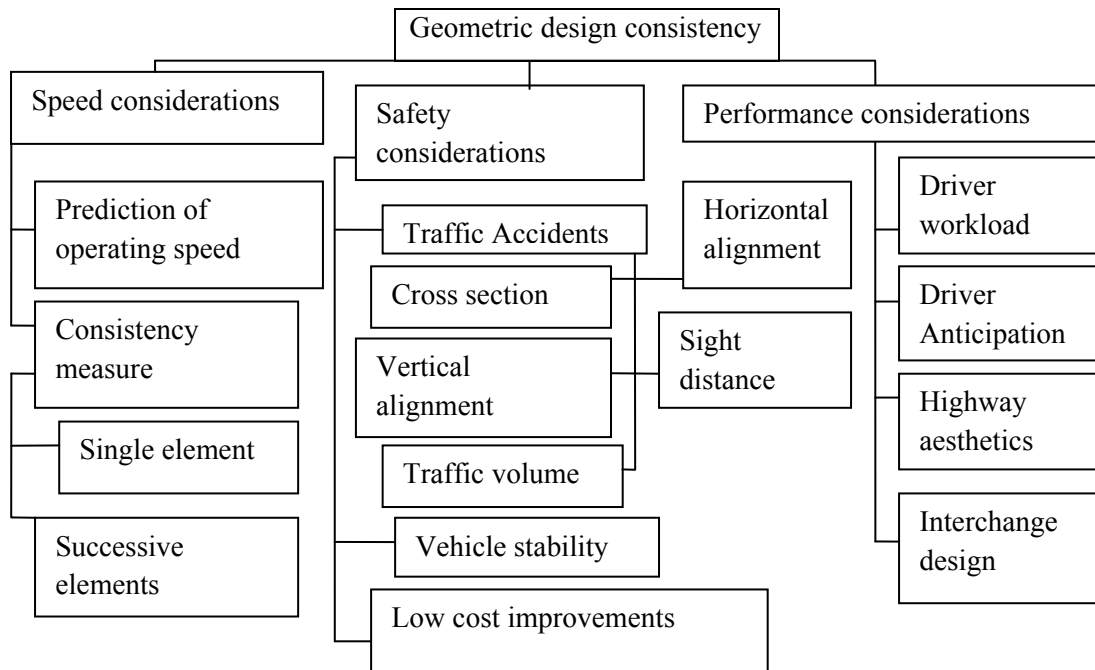 Geometric design consistency
Speed considerations
Safety
considerations
Performance considerations
Prediction of
operating speed
Consistency
measure
Single element
Successive
elements
Traffic Accidents
Horizontal
alignment
Cross section
Sight
distance
Vertical
alignment
Traffic volume
Vehicle stability
Low cost improvements
Driver
workload
Driver
Anticipation
Highway
aesthetics
Interchange
design